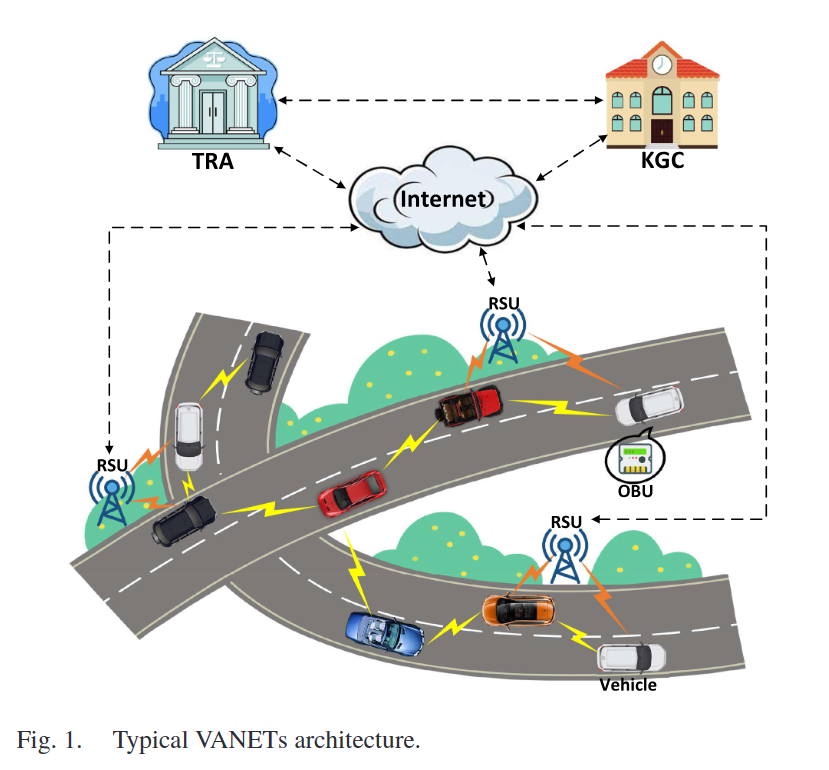 TRA
KGC
Internet
RSU
RSU
OBU
RSU
Vehicle
Fig. 1. Typical VANETs architecture.